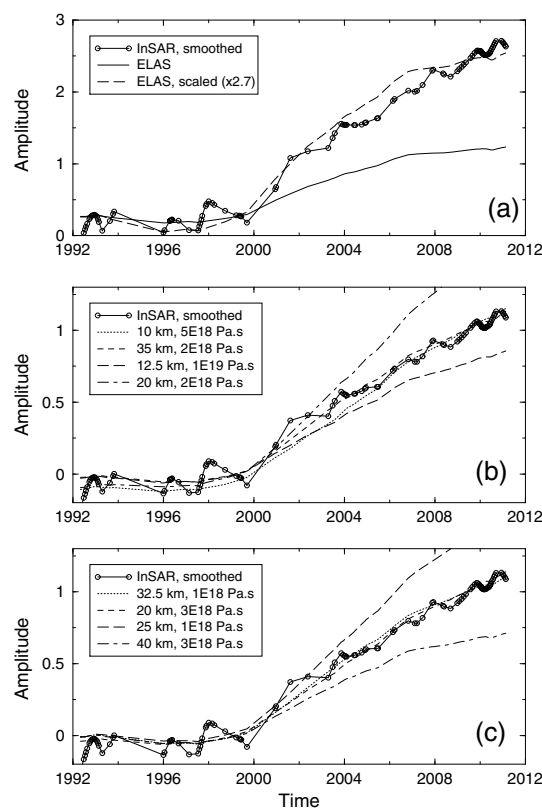 3
2
1
0
Amplitude
InSAR, smoothed
ELAS
ELAS, scaled (x2.7)
(a)
1992 1996 2000 2004 2008 2012
1
0.5
0
Amplitude
InSAR, smoothed
10 km, 5E18 Pa.s
35 km, 2E18 Pa.s
12.5 km, 1E19 Pa.s
20 km, 2E18 Pa.s
(b)
1992 1996 2000 2004 2008 2012
1
0.5
0
Amplitude
InSAR, smoothed
32.5 km, 1E18 Pa.s
20 km, 3E18 Pa.s
25 km, 1E18 Pa.s
40 km, 3E18 Pa.s
(c)
1992 1996 2000 2004 2008 2012
Time